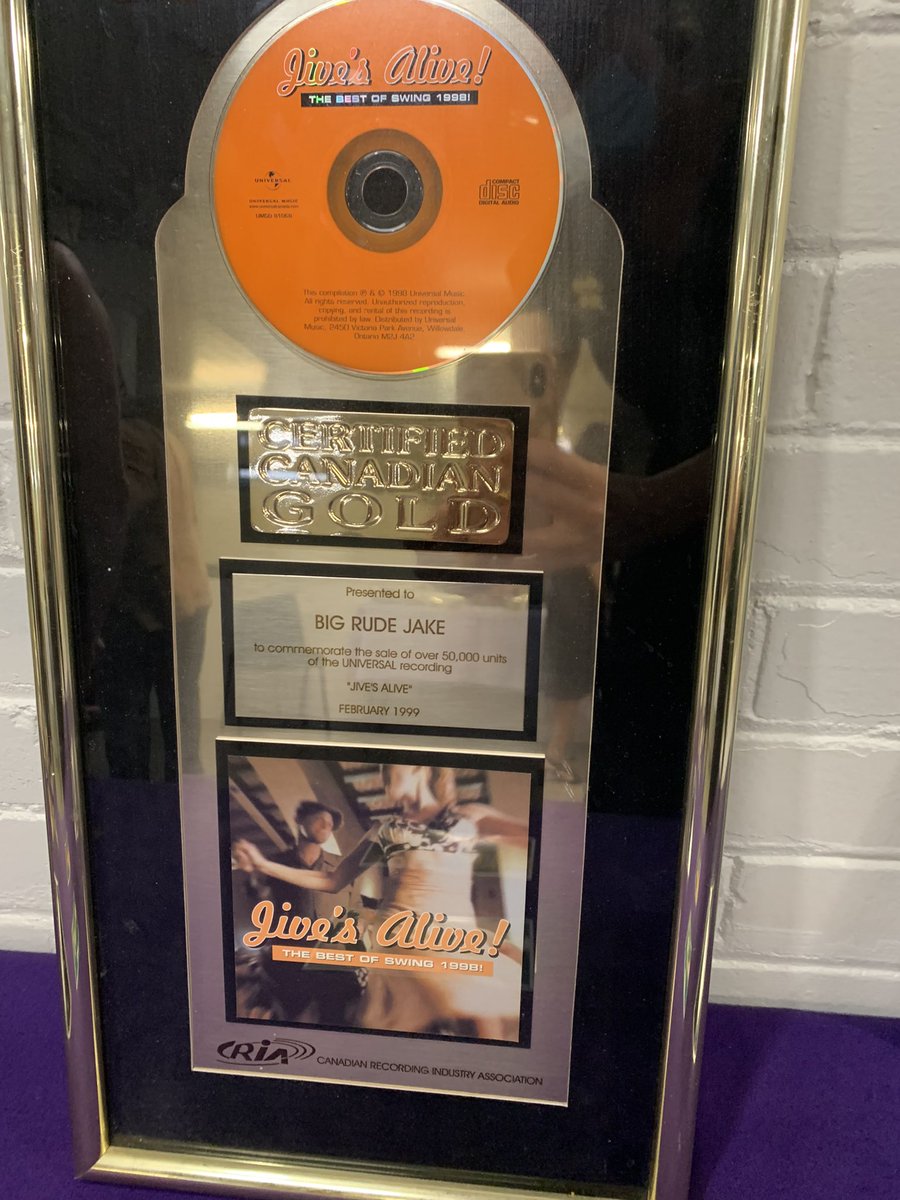 Jive's Alive!
THE BEST OF SWING 1998!
UNIVERSAL
UNIVERSAL MUSIC
COMPACT
disc
DIGITAL AUDIO
This compilation ℗ & © 1998 Universal Music.
All rights reserved. Unauthorized reproduction,
copying, and rental of this recording is
prohibited by law. Distributed by Universal
Music, 2450 Victoria Park Avenue, Willowdale,
Ontario M2J 4A2
CERTIFIED
CANADIAN
GOLD
Presented to
BIG RUDE JAKE
to commemorate the sale of over 50,000 units
of the UNIVERSAL recording
"JIVE'S ALIVE"
FEBRUARY 1999
Jive's Alive!
THE BEST OF SWING 1998!
CRIA CANADIAN RECORDING INDUSTRY ASSOCIATION